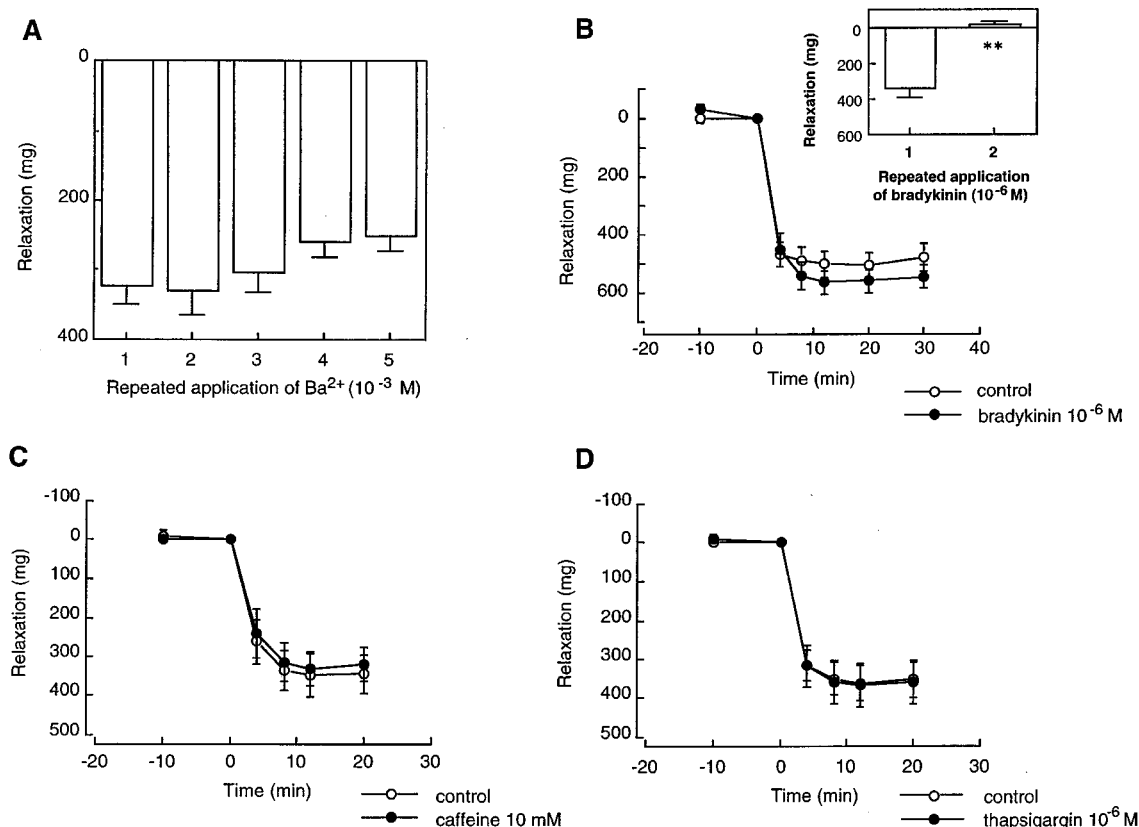 A
0
200
400
Relaxation (mg)
1 2 3 4 5
Repeated application of Ba2+ (10-3 M)
B
0
200
400
600
Relaxation (mg)
-20 -10 0 10 20 30 40
Time (min)
control
bradykinin 10-6 M
0
200
400
600
Relaxation (mg)
**
1 2
Repeated application
of bradykinin (10-6 M)
C
-100
0
100
200
300
400
500
Relaxation (mg)
-20 -10 0 10 20 30
Time (min)
control
caffeine 10 mM
D
-100
0
100
200
300
400
500
Relaxation (mg)
-20 -10 0 10 20 30
Time (min)
control
thapsigargin 10-6 M